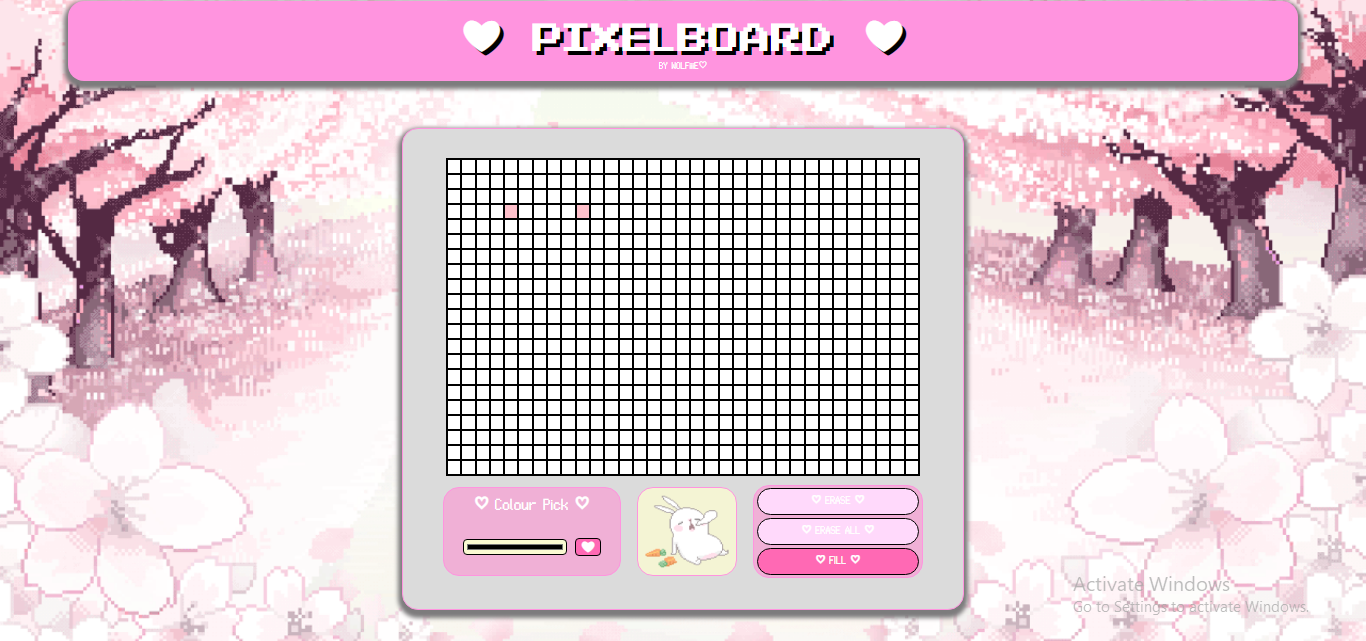 PIXELBOARD
BY WOLFWE♡
♡ Colour Pick ♡
♡ ERASE ♡
♡ ERASE ALL ♡
♡ FILL ♡
Activate Windows
Go to Settings to activate Windows.